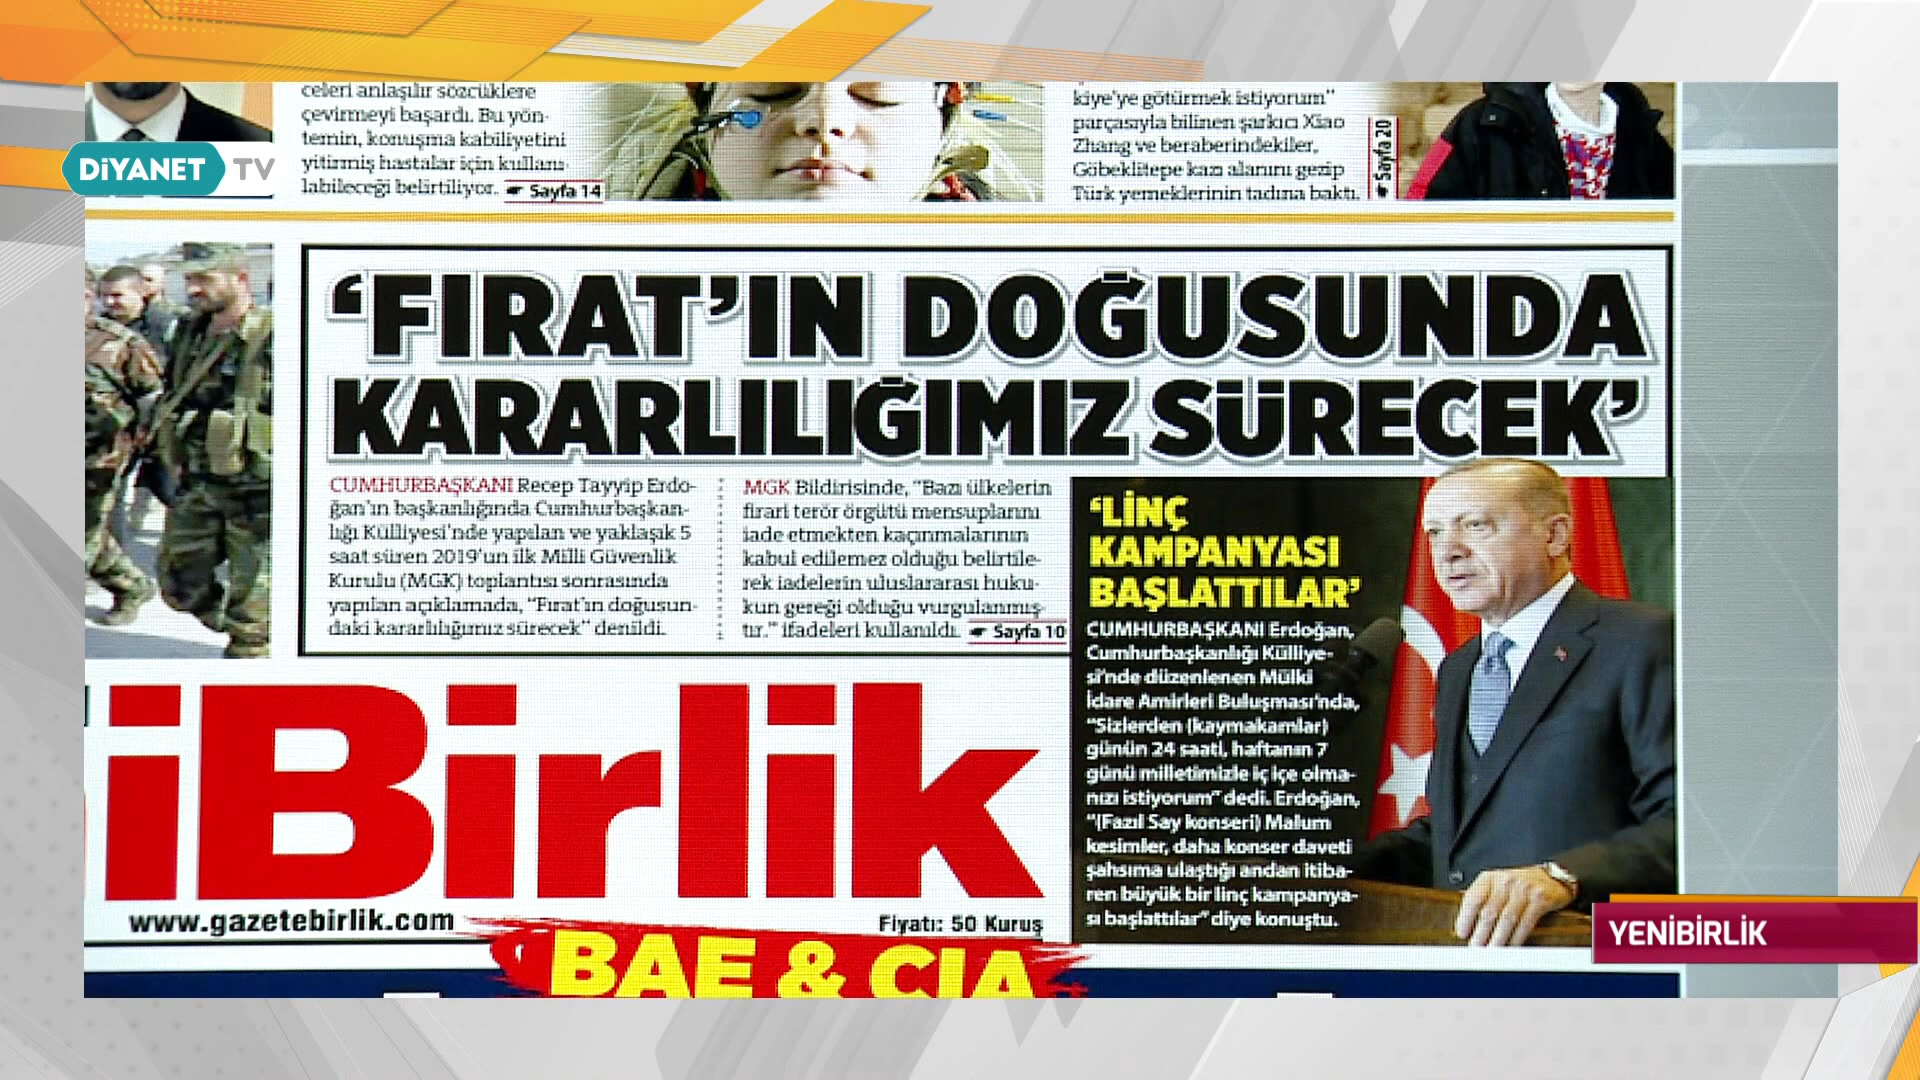 DİYANET TV
celeri anlaşılır sözcüklere
çevirmeyi başardı. Bu yön-
temin, konuşma kabiliyetini
yitirmiş hastalar için kullanı-
labileceği belirtiliyor. Sayfa 14
kiye'ye götürmek istiyorum"
parçasıyla bilinen şarkıcı Xiao
Zhang ve beraberindekiler,
Göbeklitepe kazı alanını gezip
Türk yemeklerinin tadına baktı.
Sayfa 20
'FIRAT'IN DOĞUSUNDA
KARARLILIĞIMIZ SÜRECEK'
CUMHURBAŞKANI Recep Tayyip Erdo-
ğan'ın başkanlığında Cumhurbaşkan-
lığı Külliyesi'nde yapılan ve yaklaşık 5
saat süren 2019'un ilk Milli Güvenlik
Kurulu (MGK) toplantısı sonrasında
yapılan açıklamada, "Fırat'ın doğusun-
daki kararlılığımız sürecek" denildi.
MGK Bildirisinde, "Bazı ülkelerin
firari terör örgütü mensuplarını
iade etmekten kaçınmalarının
kabul edilemez olduğu belirtile-
rek iadelerin uluslararası huku-
kun gereği olduğu vurgulanmış-
tır." ifadeleri kullanıldı. Sayfa 10
'LİNÇ
KAMPANYASI
BAŞLATTILAR'
CUMHURBAŞKANI Erdoğan,
Cumhurbaşkanlığı Külliye-
si'nde düzenlenen Mülki
İdare Amirleri Buluşması'nda,
"Sizlerden (kaymakamlar)
günün 24 saati, haftanın 7
günü milletimizle iç içe olma-
nızı istiyorum" dedi. Erdoğan,
"(Fazıl Say konseri) Malum
kesimler, daha konser daveti
şahsıma ulaştığı andan itiba-
ren büyük bir linç kampanya-
sı başlattılar" diye konuştu.
iBirlik
www.gazetebirlik.com
Fiyatı: 50 Kuruş
BAE & CIA
YENİBİRLİK